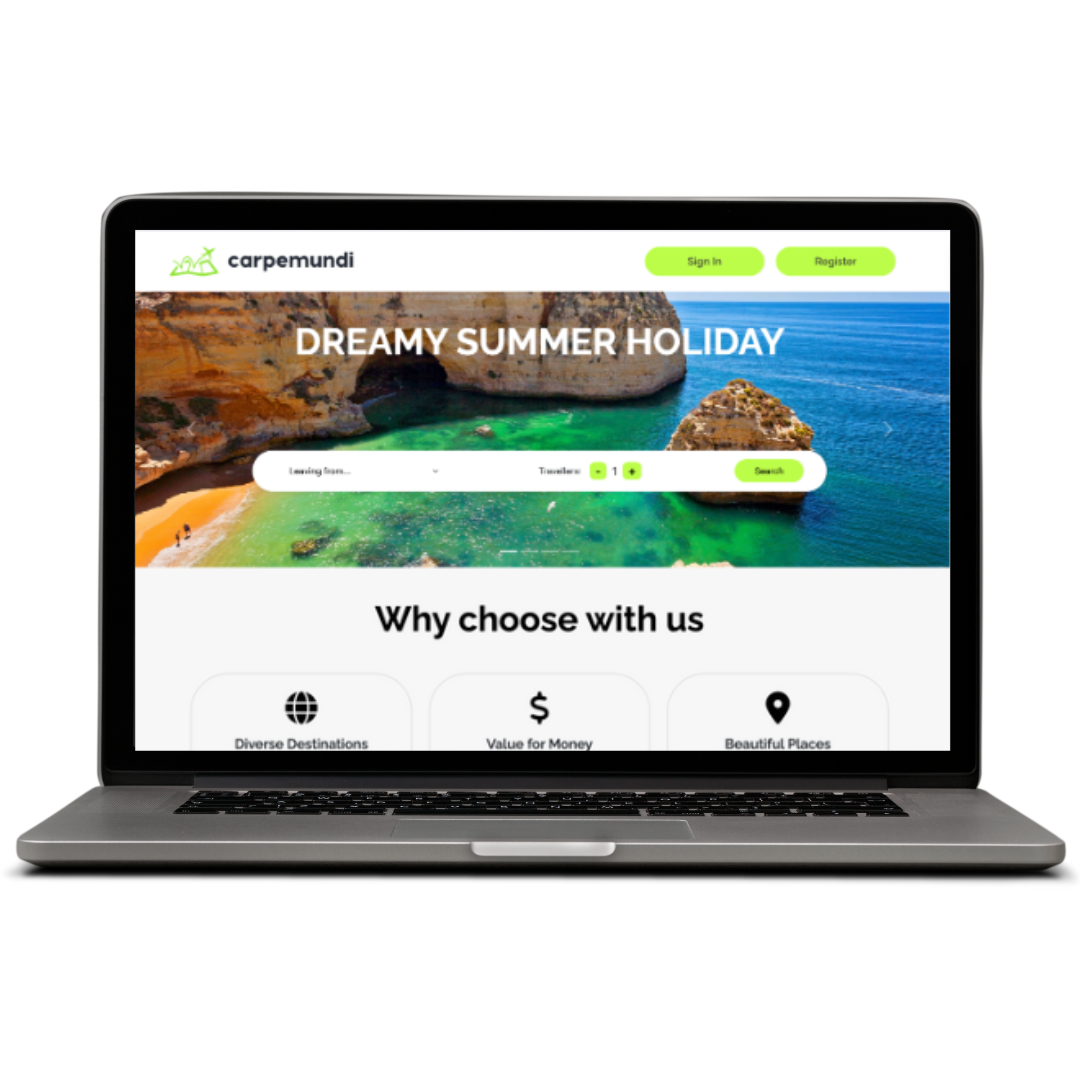 carpemundi
Sign In
Register
DREAMY SUMMER HOLIDAY
Leaving from...
Travellers:
- 1 +
Search
Why choose with us
Diverse Destinations
Value for Money
Beautiful Places